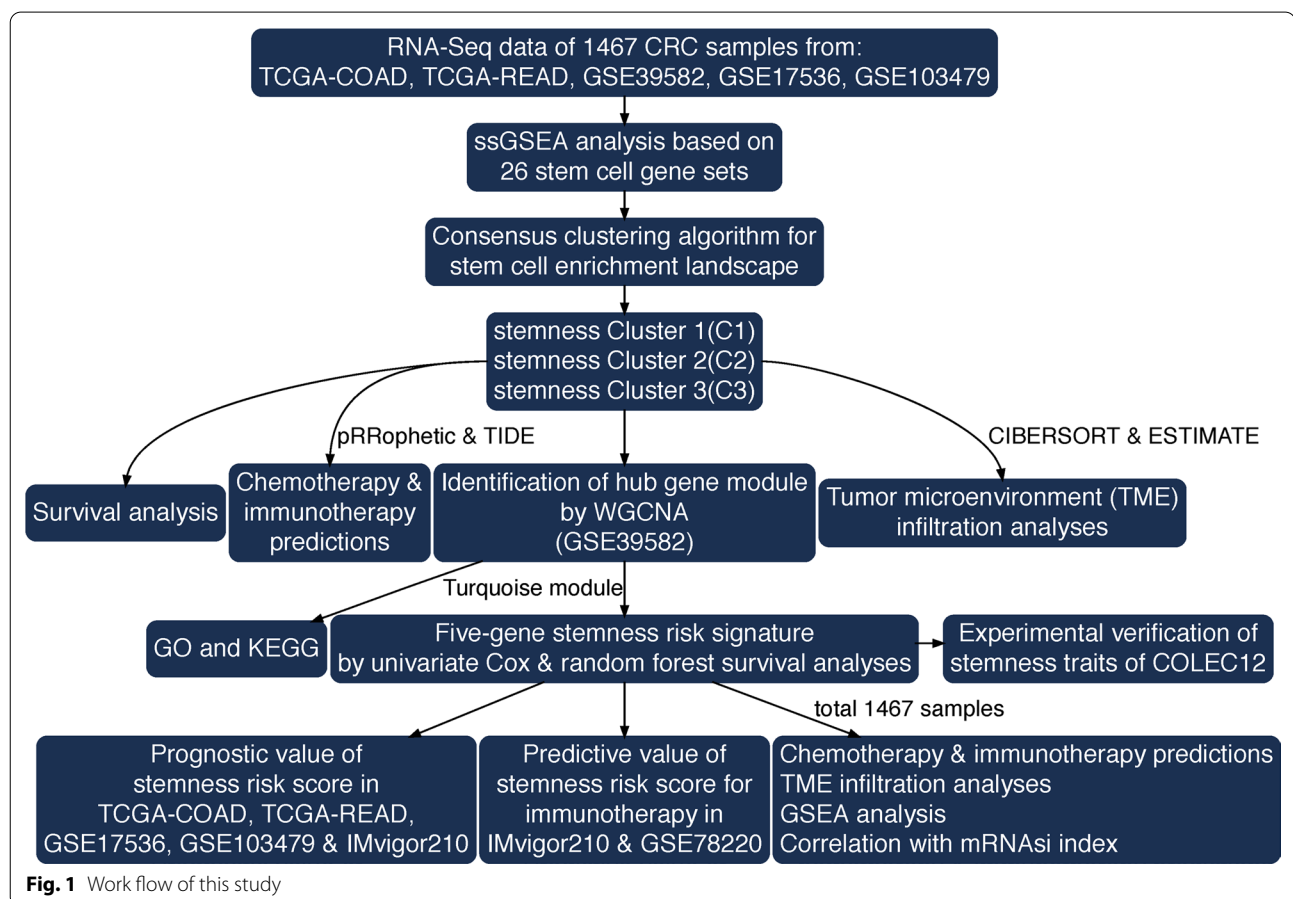 RNA-Seq data of 1467 CRC samples from:
TCGA-COAD, TCGA-READ, GSE39582, GSE17536, GSE103479
ssGSEA analysis based on
26 stem cell gene sets
Consensus clustering algorithm for
stem cell enrichment landscape
stemness Cluster 1(C1)
stemness Cluster 2(C2)
stemness Cluster 3(C3)
pRRophetic & TIDE
CIBERSORT & ESTIMATE
Survival analysis
Chemotherapy &
immunotherapy
predictions
Identification of hub gene module
by WGCNA
(GSE39582)
Tumor microenvironment (TME)
infiltration analyses
Turquoise module
GO and KEGG
Five-gene stemness risk signature
by univariate Cox & random forest survival analyses
Experimental verification of
stemness traits of COLEC12
total 1467 samples
Prognostic value of
stemness risk score in
TCGA-COAD, TCGA-READ,
GSE17536, GSE103479 & IMvigor210
Predictive value of
stemness risk score for
immunotherapy in
IMvigor210 & GSE78220
Chemotherapy & immunotherapy predictions
TME infiltration analyses
GSEA analysis
Correlation with mRNAsi index
Fig. 1 Work flow of this study